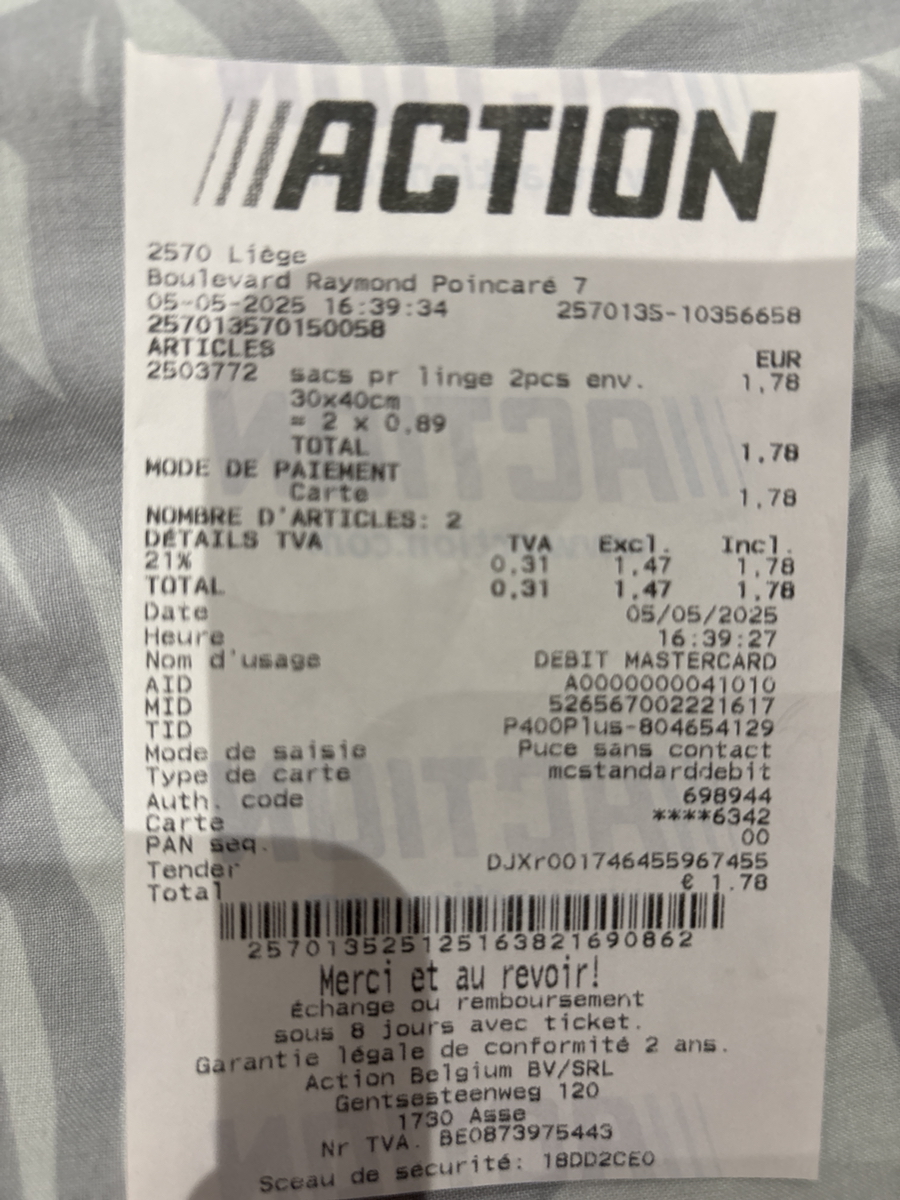 ACTION
2570 Liège
Boulevard Raymond Poincaré 7
05-05-2025 16:39:34 2570135-10356658
257013570150058
ARTICLES EUR
2503772 sacs pr linge 2pcs env. 1,78
30x40cm
= 2 x 0,89
TOTAL 1,78
MODE DE PAIEMENT
Carte 1,78
NOMBRE D'ARTICLES: 2
DÉTAILS TVA TVA Excl. Incl.
21% 0,31 1,47 1,78
TOTAL 0,31 1,47 1,78
Date 05/05/2025
Heure 16:39:27
Nom d'usage DEBIT MASTERCARD
AID A0000000041010
MID 526567002221617
TID P400Plus-804654129
Mode de saisie Puce sans contact
Type de carte mcstandarddebit
Auth. code 698944
Carte ****6342
PAN seq. 00
Tender DJXr001746455967455
Total € 1.78
257013525125163821690862
Merci et au revoir!
Échange ou remboursement
sous 8 jours avec ticket.
Garantie légale de conformité 2 ans.
Action Belgium BV/SRL
Gentsesteenweg 120
1730 Asse
Nr TVA. BE0873975443
Sceau de sécurité: 18DD2CE0